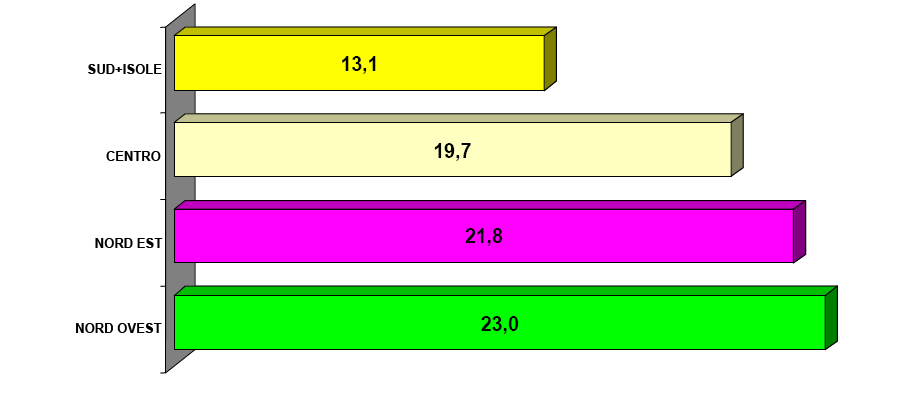 SUD+ISOLE
13,1
CENTRO
19,7
NORD EST
21,8
NORD OVEST
23,0